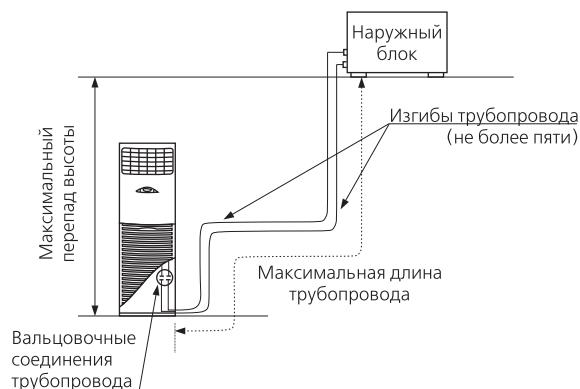 Наружный
блок
Изгибы трубопровода
(не более пяти)
Максимальный
перепад высоты
Максимальная длина
трубопровода
Вальцовочные
соединения
трубопровода